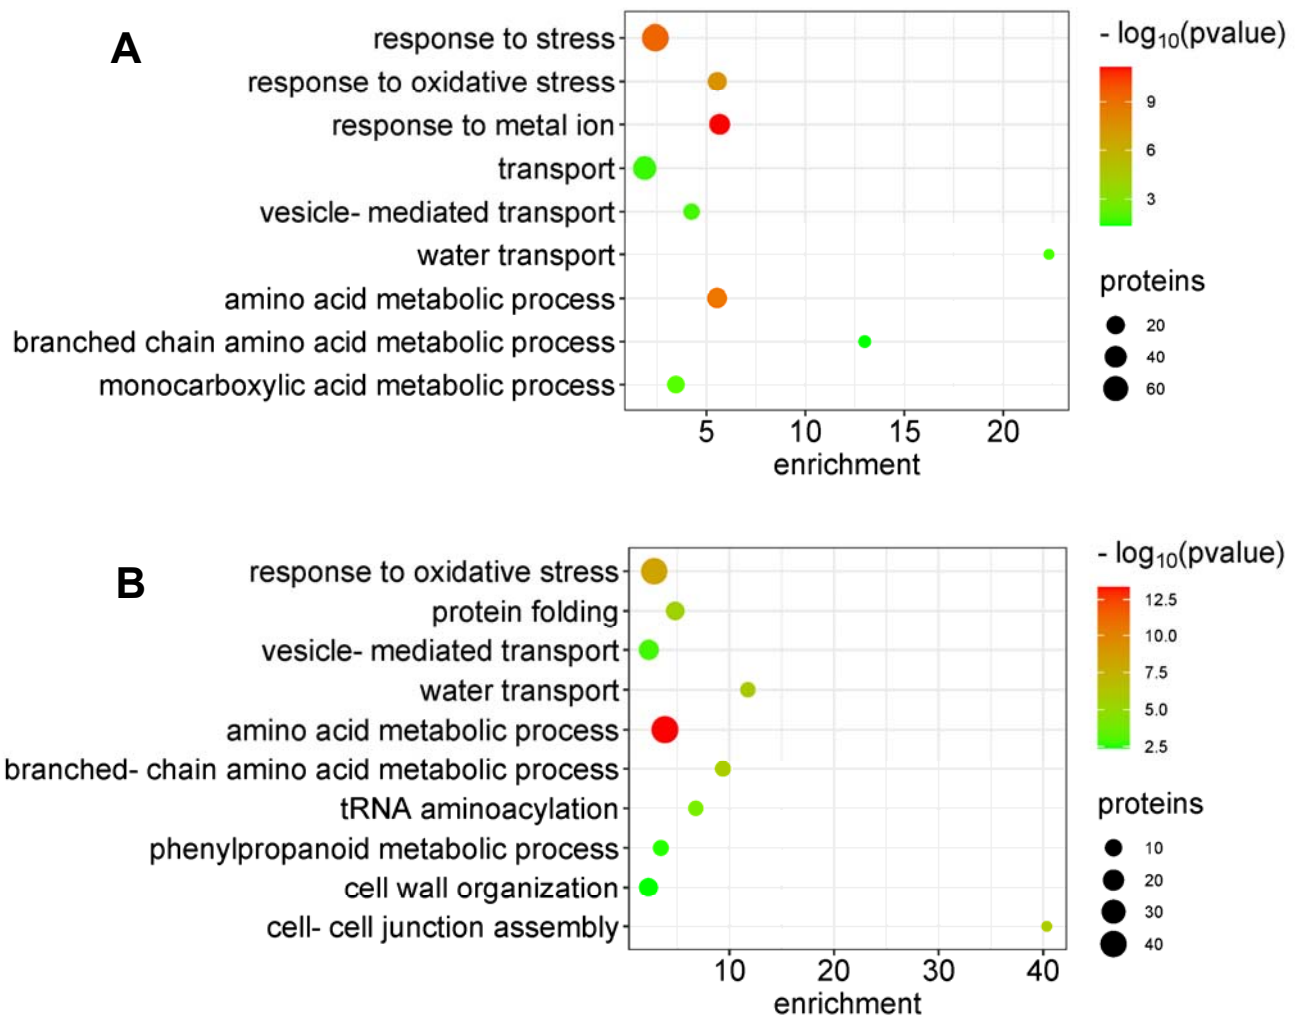 A
response to stress
response to oxidative stress
response to metal ion
transport
vesicle- mediated transport
water transport
amino acid metabolic process
branched chain amino acid metabolic process
monocarboxylic acid metabolic process
5 10 15 20
enrichment
- log₁₀(pvalue)
9
6
3
proteins
20
40
60
B
response to oxidative stress
protein folding
vesicle- mediated transport
water transport
amino acid metabolic process
branched- chain amino acid metabolic process
tRNA aminoacylation
phenylpropanoid metabolic process
cell wall organization
cell- cell junction assembly
10 20 30 40
enrichment
- log₁₀(pvalue)
12.5
10.0
7.5
5.0
2.5
proteins
10
20
30
40